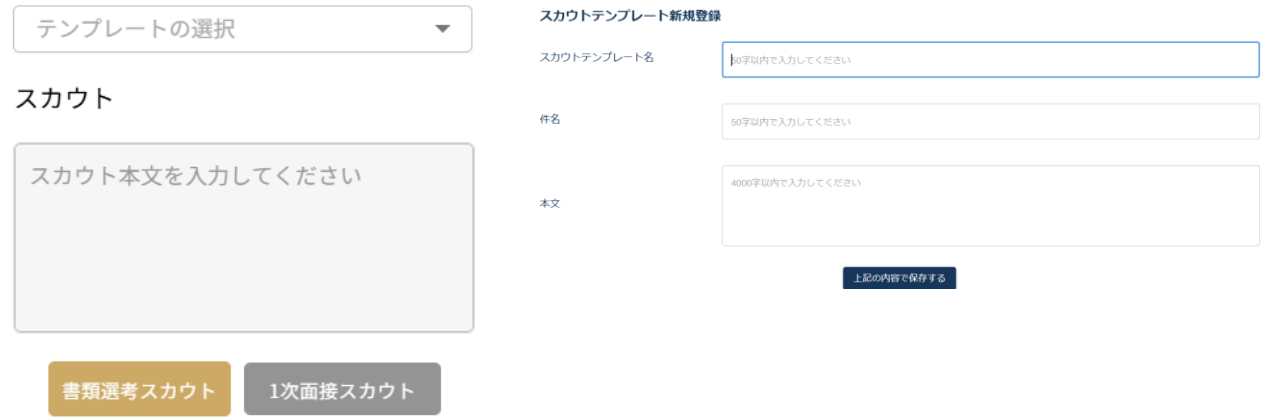 テンプレートの選択
スカウト
スカウト本文を入力してください
書類選考スカウト
1次面接スカウト
スカウトテンプレート新規登録
スカウトテンプレート名
50字以内で入力してください
件名
50字以内で入力してください
本文
4000字以内で入力してください
上記の内容で保存する